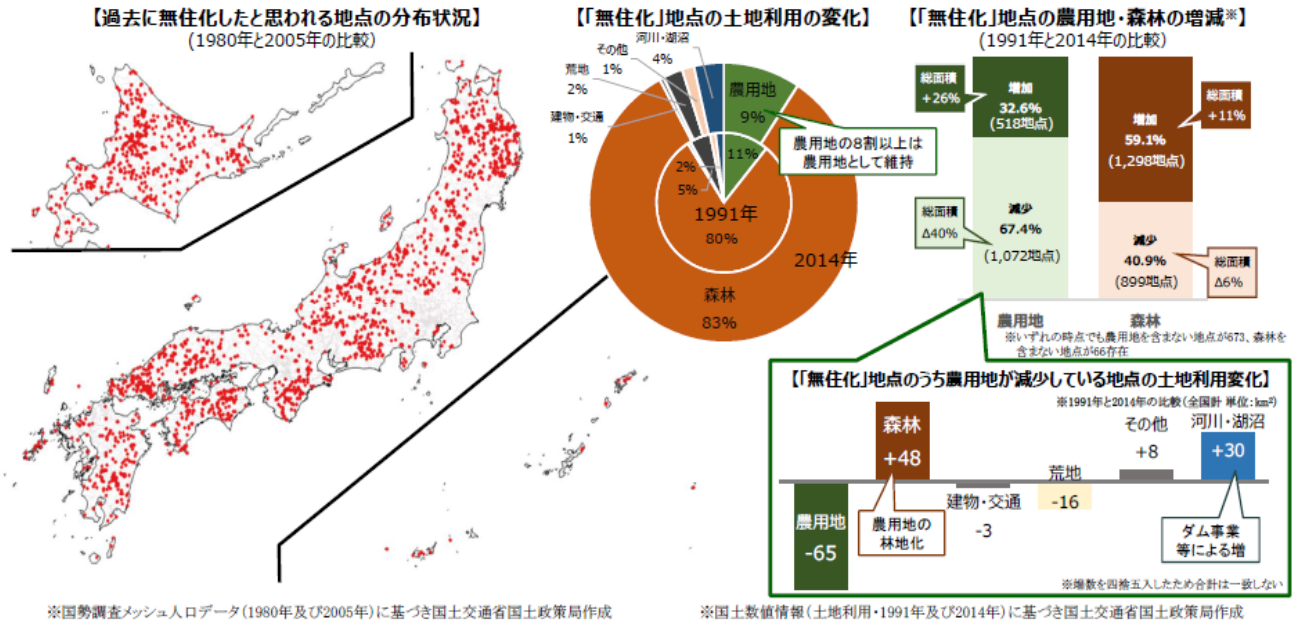 【過去に無住化したと思われる地点の分布状況】
(1980年と2005年の比較)
【「無住化」地点の土地利用の変化】
河川・湖沼
4%
その他
1%
荒地
2%
建物・交通
1%
農用地
9%
農用地の8割以上は
農用地として維持
11%
2%
5%
1991年
80%
2014年
森林
83%
【「無住化」地点の農用地・森林の増減※】
(1991年と2014年の比較)
総面積
+26%
増加
32.6%
(518地点)
増加
59.1%
(1,298地点)
総面積
+11%
総面積
Δ40%
減少
67.4%
(1,072地点)
減少
40.9%
(899地点)
総面積
Δ6%
農用地
森林
※いずれの時点でも農用地を含まない地点が673、森林を
含まない地点が66存在
【「無住化」地点のうち農用地が減少している地点の土地利用変化】
※1991年と2014年の比較(全国計 単位:km²)
農用地
-65
森林
+48
農用地の
林地化
建物・交通
-3
荒地
-16
その他
+8
河川・湖沼
+30
ダム事業
等による増
※端数を四捨五入したため合計は一致しない
※国勢調査メッシュ人口データ(1980年及び2005年)に基づき国土交通省国土政策局作成
※国土数値情報(土地利用・1991年及び2014年)に基づき国土交通省国土政策局作成